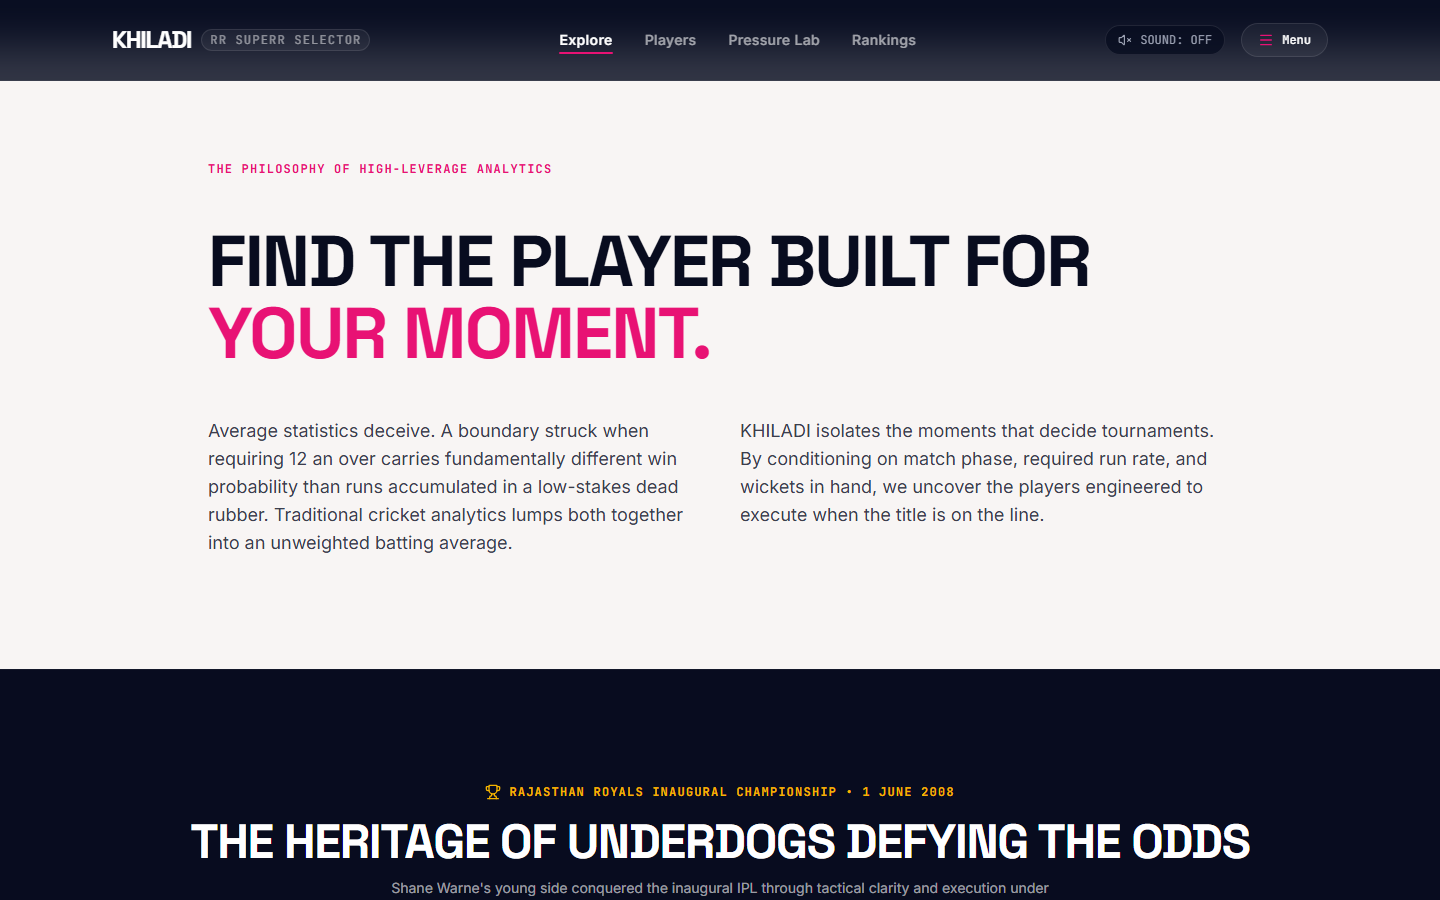 KHILADI
RR SUPERR SELECTOR
Explore
Players
Pressure Lab
Rankings
SOUND: OFF
Menu
THE PHILOSOPHY OF HIGH-LEVERAGE ANALYTICS
FIND THE PLAYER BUILT FOR
YOUR MOMENT.
Average statistics deceive. A boundary struck when
requiring 12 an over carries fundamentally different win
probability than runs accumulated in a low-stakes dead
rubber. Traditional cricket analytics lumps both together
into an unweighted batting average.
KHILADI isolates the moments that decide tournaments.
By conditioning on match phase, required run rate, and
wickets in hand, we uncover the players engineered to
execute when the title is on the line.
RAJASTHAN ROYALS INAUGURAL CHAMPIONSHIP • 1 JUNE 2008
THE HERITAGE OF UNDERDOGS DEFYING THE ODDS
Shane Warne's young side conquered the inaugural IPL through tactical clarity and execution under